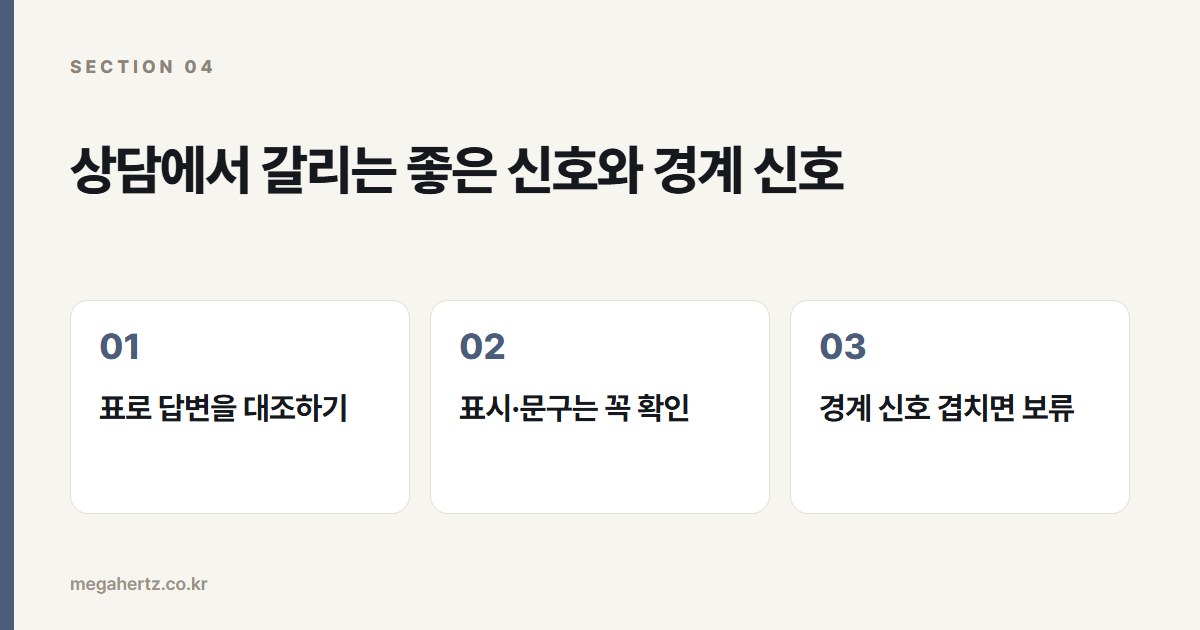 SECTION 04
상담에서 갈리는 좋은 신호와 경계 신호
01
표로 답변을 대조하기
02
표시·문구는 꼭 확인
03
경계 신호 겹치면 보류
megahertz.co.kr